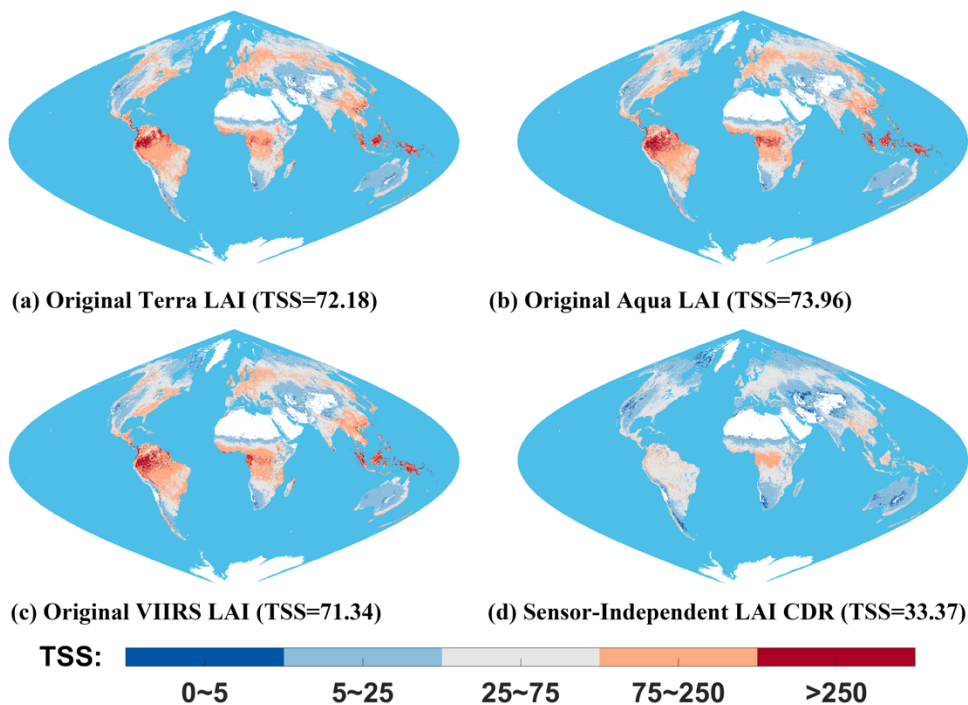 (a) Original Terra LAI (TSS=72.18)
(b) Original Aqua LAI (TSS=73.96)
(c) Original VIIRS LAI (TSS=71.34)
(d) Sensor-Independent LAI CDR (TSS=33.37)
TSS:
0~5 5~25 25~75 75~250 >250